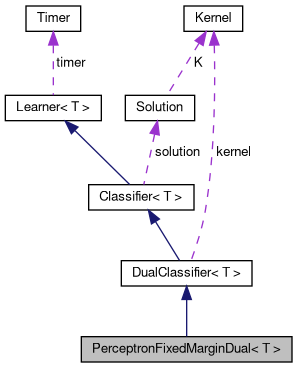 Timer
Kernel
timer
K
Learner< T >
Solution
solution
kernel
Classifier< T >
DualClassifier< T >
PerceptronFixedMarginDual< T >